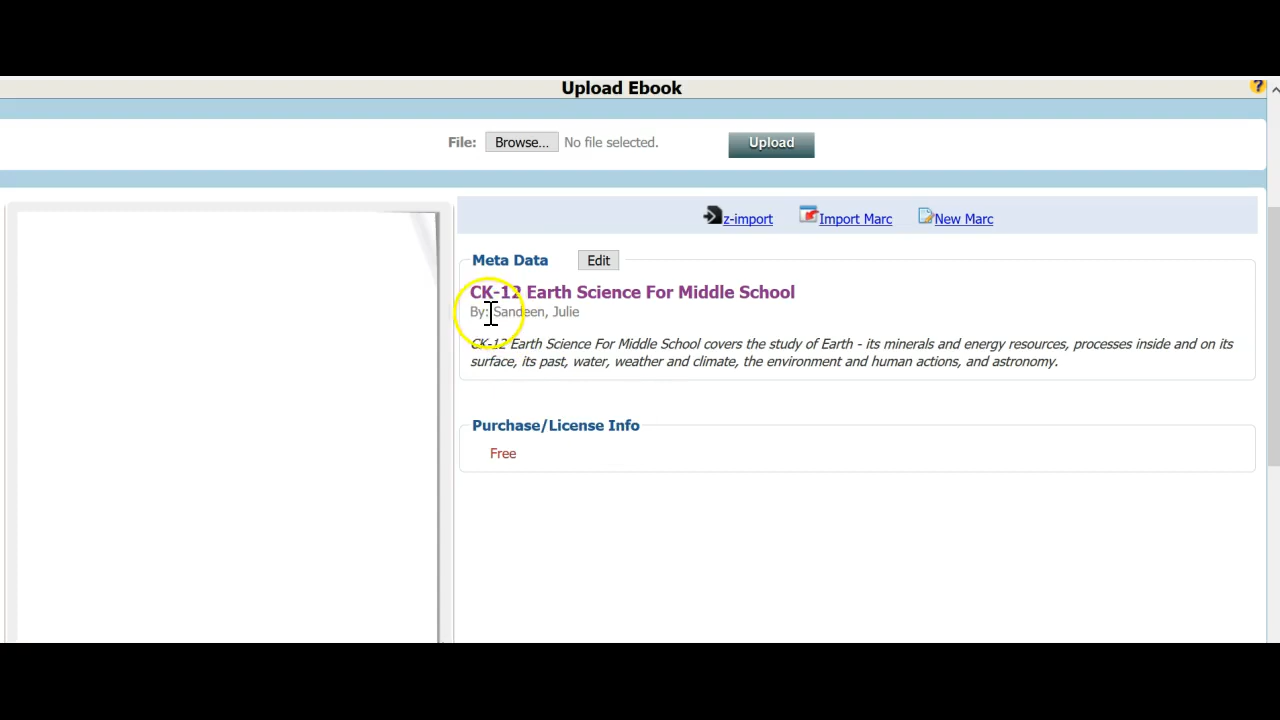 Upload Ebook
?
File: Browse... No file selected. Upload
z-import Import Marc New Marc
Meta Data Edit
CK-12 Earth Science For Middle School
By: Sandeen, Julie
CK-12 Earth Science For Middle School covers the study of Earth - its minerals and energy resources, processes inside and on its
surface, its past, water, weather and climate, the environment and human actions, and astronomy.
Purchase/License Info
Free